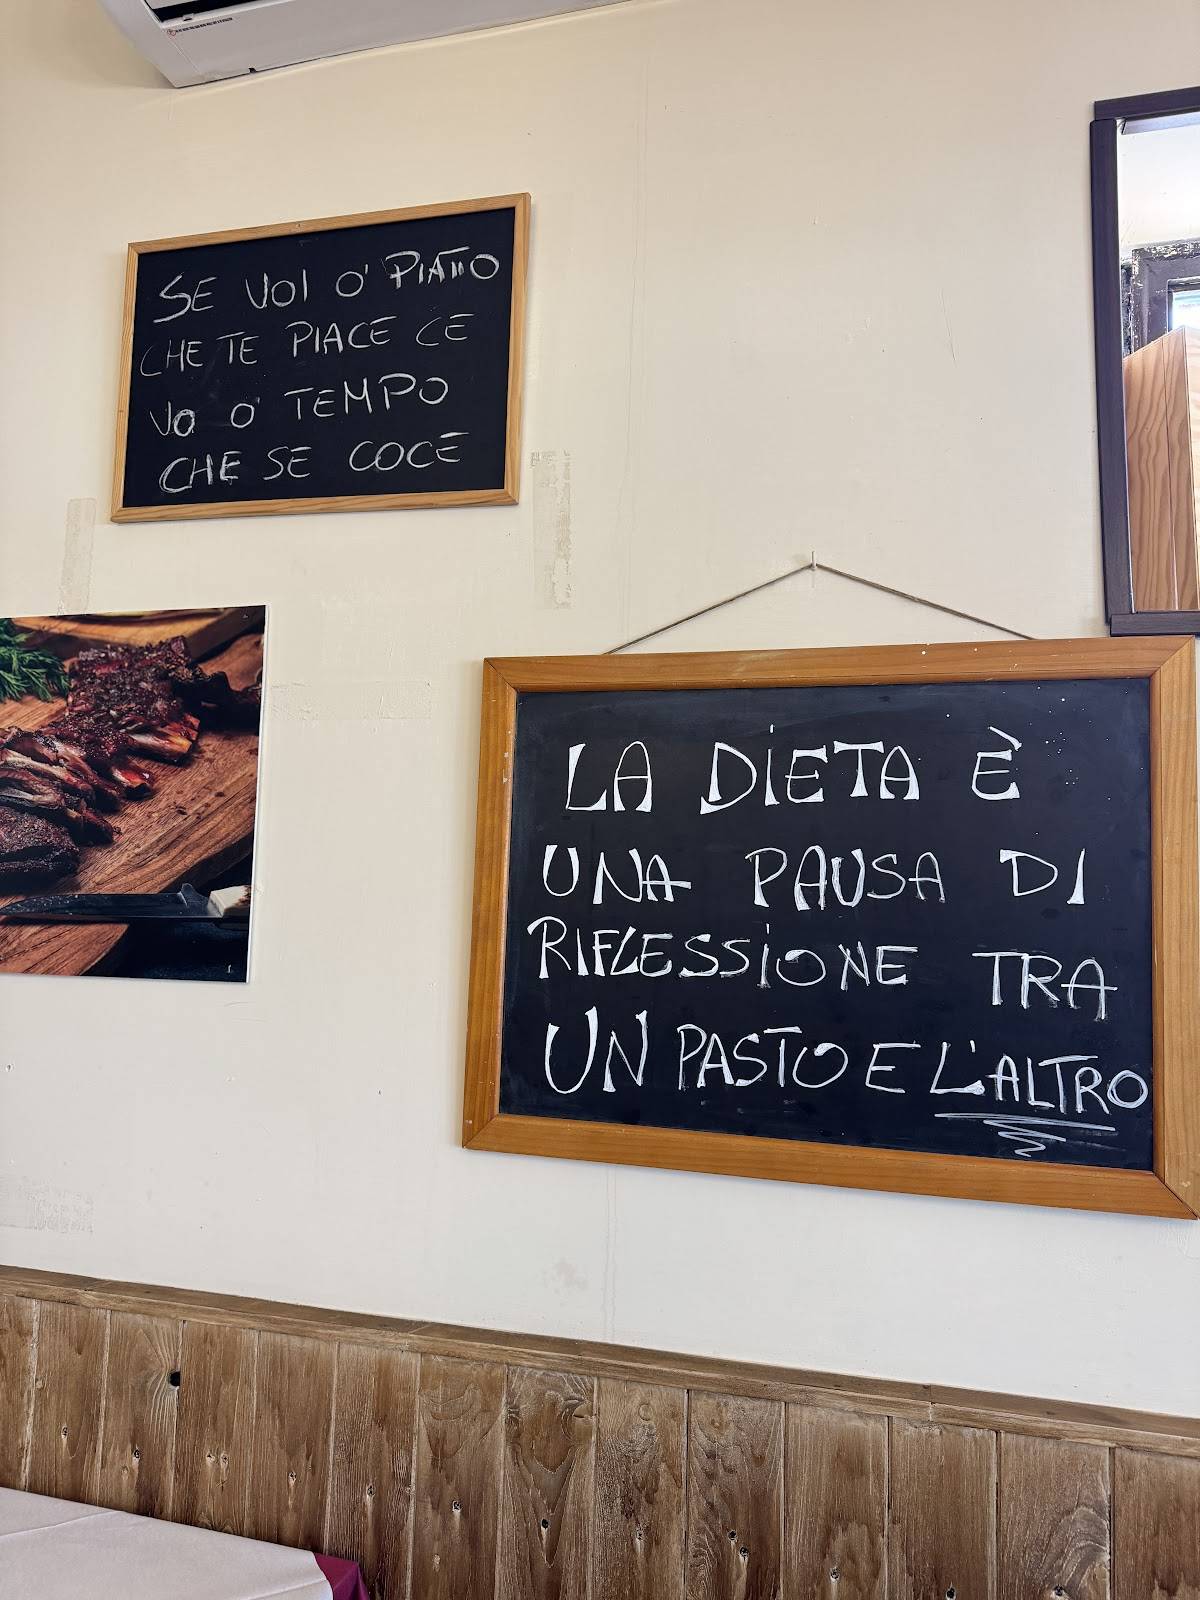 SE VOI O' PIATTO
CHE TE PIACE CE
VO O' TEMPO
CHE SE COCE
LA DIETA È
UNA PAUSA DI
RIFLESSIONE TRA
UN PASTO E L'ALTRO